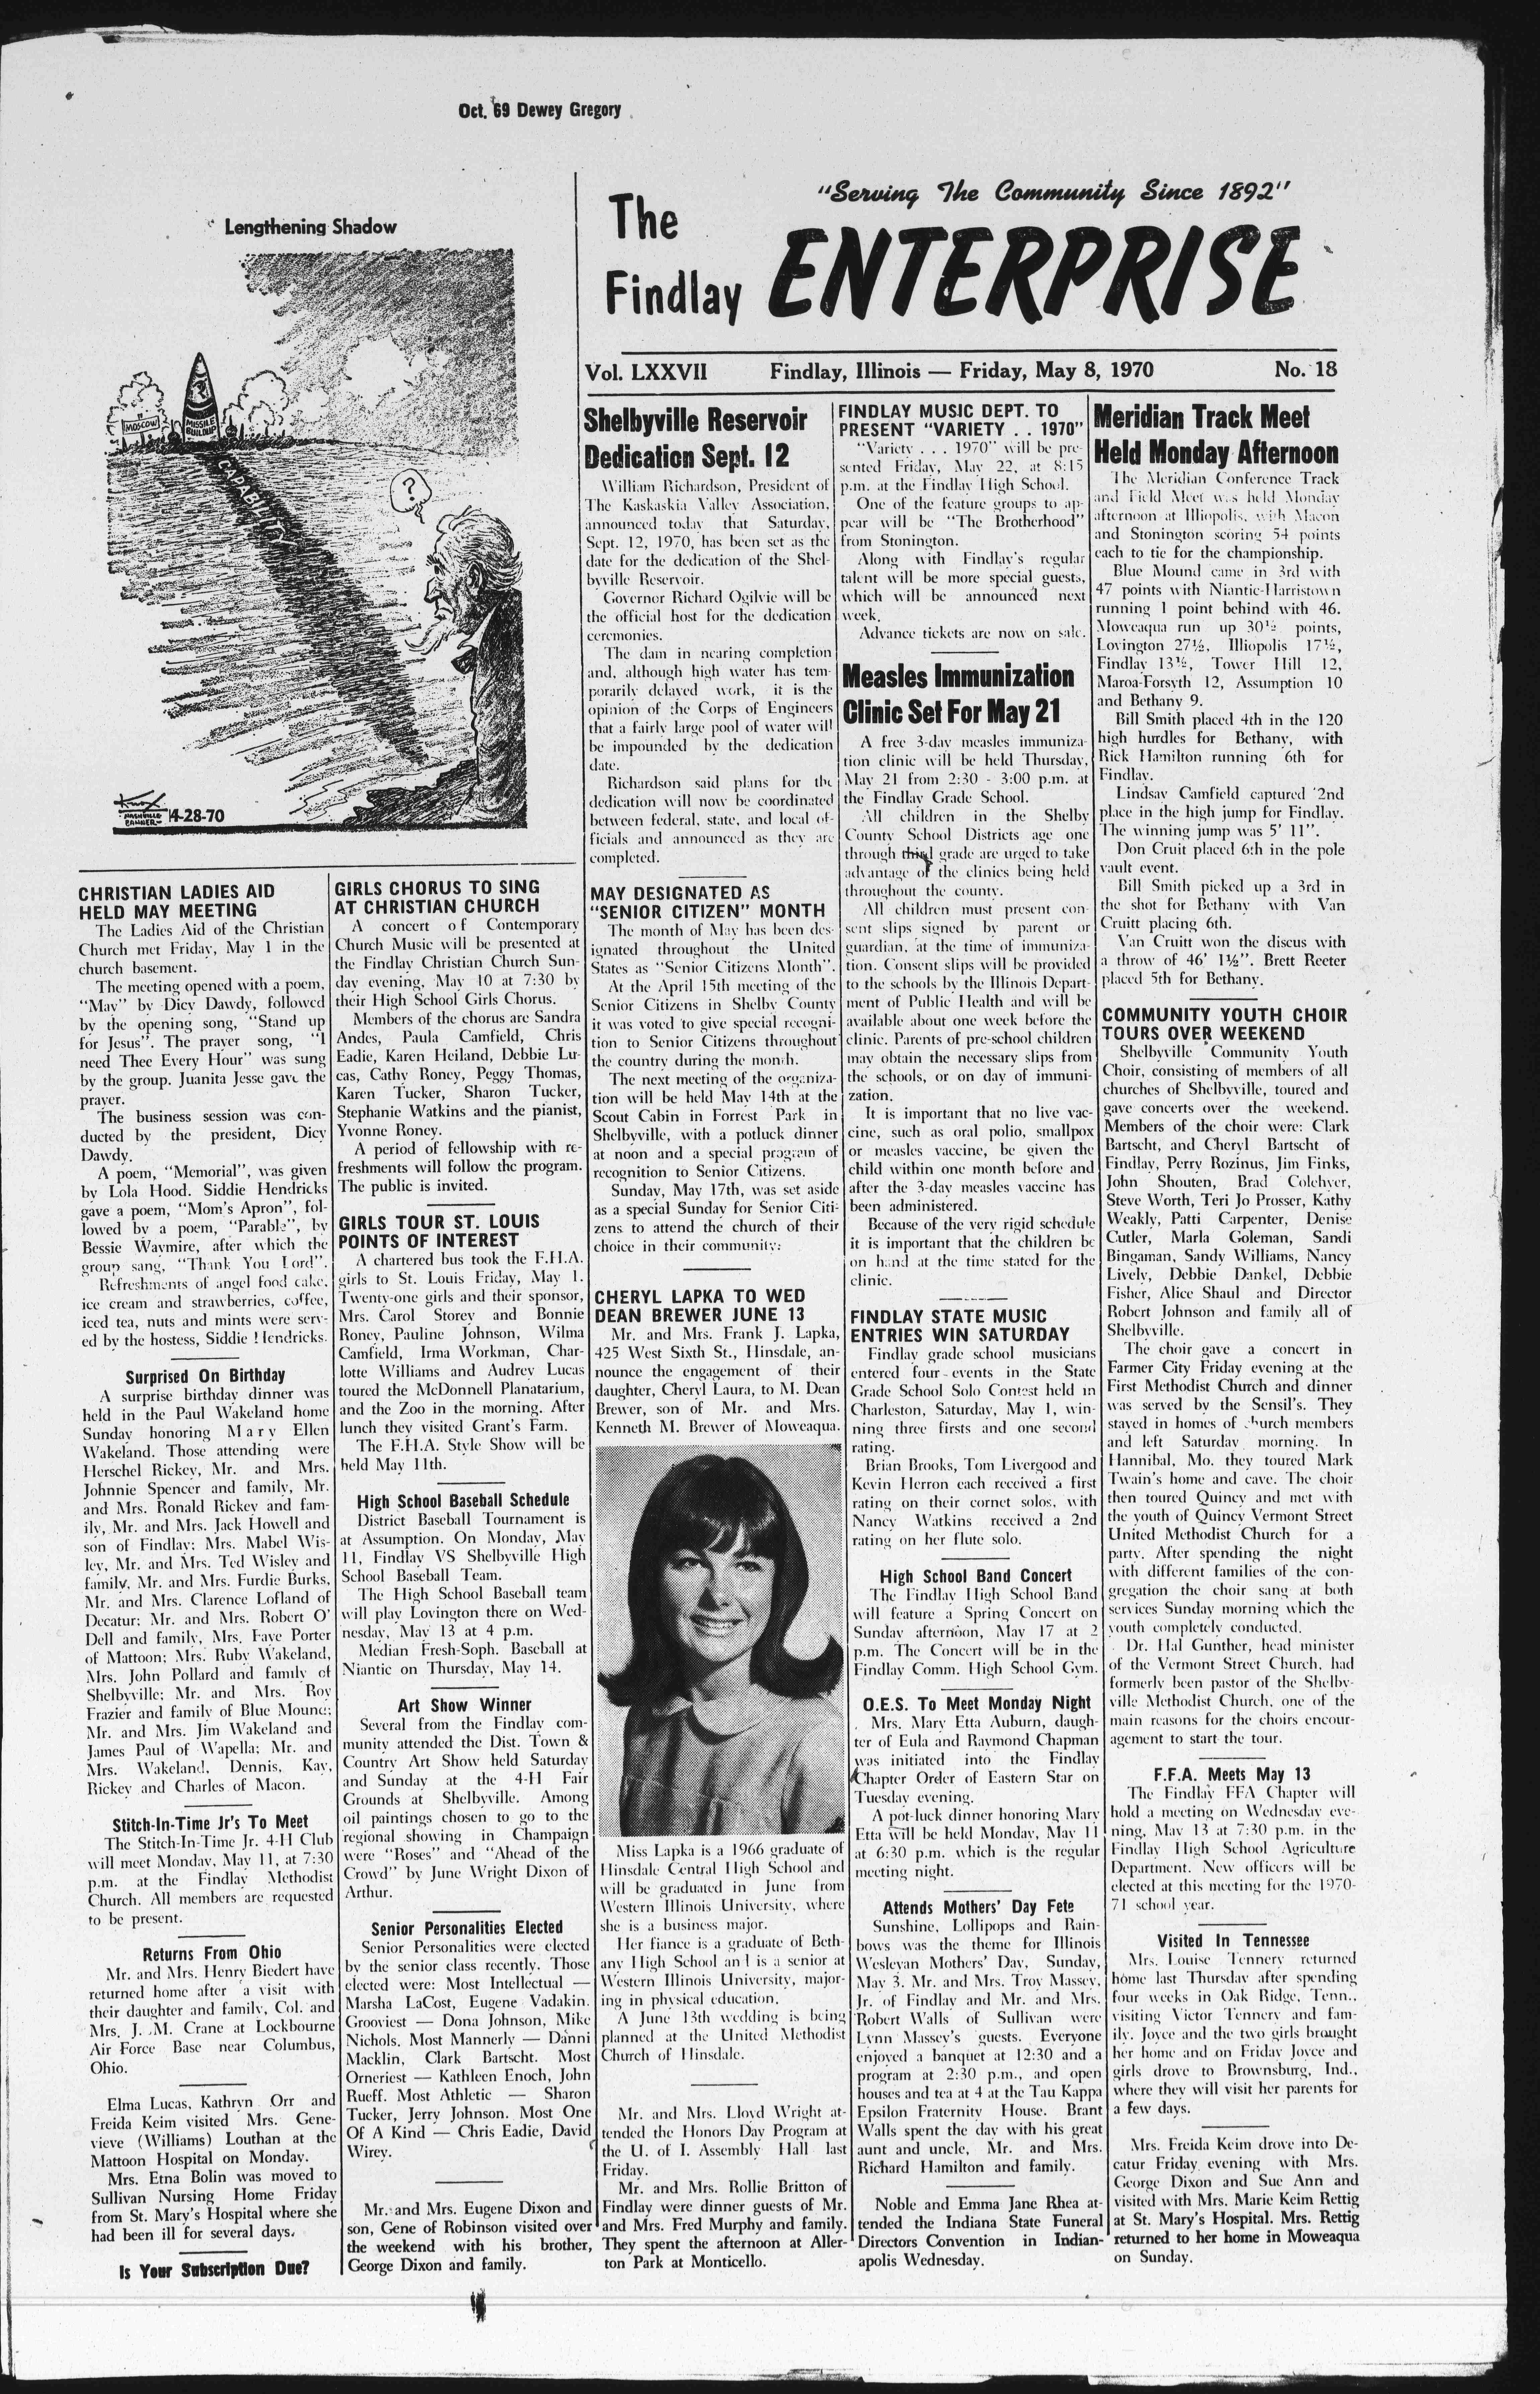 Oct. '69 Dewey Gregory
Lengthening Shadow
MOSCOW
MISSILE
BUILDUP
CAPABILITY
?
Knox
NASHVILLE
BANNER
4-28-70
"Serving The Community Since 1892"
The
Findlay
ENTERPRISE
Vol. LXXVII Findlay, Illinois — Friday, May 8, 1970 No. 18
CHRISTIAN LADIES AID
HELD MAY MEETING
The Ladies Aid of the Christian
Church met Friday, May 1 in the
church basement.
The meeting opened with a poem,
"May" by Dicy Dawdy, followed
by the opening song, "Stand up
for Jesus". The prayer song, "I
need Thee Every Hour" was sung
by the group. Juanita Jesse gave the
prayer.
The business session was con-
ducted by the president, Dicy
Dawdy.
A poem, "Memorial", was given
by Lola Hood. Siddie Hendricks
gave a poem, "Mom's Apron", fol-
lowed by a poem, "Parable", by
Bessie Waymire, after which the
group sang, "Thank You Lord".
Refreshments of angel food cake,
ice cream and strawberries, coffee,
iced tea, nuts and mints were serv-
ed by the hostess, Siddie Hendricks.
Surprised On Birthday
A surprise birthday dinner was
held in the Paul Wakeland home
Sunday honoring Mary Ellen
Wakeland. Those attending were
Herschel Rickey, Mr. and Mrs.
Johnnie Spencer and family, Mr.
and Mrs. Ronald Rickey and fam-
ily, Mr. and Mrs. Jack Howell and
son of Findlay; Mrs. Mabel Wis-
ley, Mr. and Mrs. Ted Wisley and
family, Mr. and Mrs. Furdie Burks,
Mr. and Mrs. Clarence Lofland of
Decatur; Mr. and Mrs. Robert O'
Dell and family, Mrs. Faye Porter
of Mattoon; Mrs. Ruby Wakeland,
Mrs. John Pollard and family of
Shelbyville; Mr. and Mrs. Roy
Frazier and family of Blue Mound;
Mr. and Mrs. Jim Wakeland and
James Paul of Wapella; Mr. and
Mrs. Wakeland, Dennis, Kay,
Rickey and Charles of Macon.
Stitch-In-Time Jr's To Meet
The Stitch-In-Time Jr. 4-H Club
will meet Monday, May 11, at 7:30
p.m. at the Findlay Methodist
Church. All members are requested
to be present.
Returns From Ohio
Mr. and Mrs. Henry Biedert have
returned home after a visit with
their daughter and family, Col. and
Mrs. J. M. Crane at Lockbourne
Air Force Base near Columbus,
Ohio.
Elma Lucas, Kathryn Orr and
Freida Keim visited Mrs. Gene-
vieve (Williams) Louthan at the
Mattoon Hospital on Monday.
Mrs. Etna Bolin was moved to
Sullivan Nursing Home Friday
from St. Mary's Hospital where she
had been ill for several days.
Is Your Subscription Due?
GIRLS CHORUS TO SING
AT CHRISTIAN CHURCH
A concert of Contemporary
Church Music will be presented at
the Findlay Christian Church Sun-
day evening, May 10 at 7:30 by
their High School Girls Chorus.
Members of the chorus are Sandra
Andes, Paula Camfield, Chris
Eadie, Karen Heiland, Debbie Lu-
cas, Cathy Roney, Peggy Thomas,
Karen Tucker, Sharon Tucker,
Stephanie Watkins and the pianist,
Yvonne Roney.
A period of fellowship with re-
freshments will follow the program.
The public is invited.
GIRLS TOUR ST. LOUIS
POINTS OF INTEREST
A chartered bus took the F.H.A.
girls to St. Louis Friday, May 1.
Twenty-one girls and their sponsor,
Mrs. Carol Storey and Bonnie
Roney, Pauline Johnson, Wilma
Camfield, Irma Workman, Char-
lotte Williams and Audrey Lucas
toured the McDonnell Planatarium,
and the Zoo in the morning. After
lunch they visited Grant's Farm.
The F.H.A. Style Show will be
held May 11th.
High School Baseball Schedule
District Baseball Tournament is
at Assumption. On Monday, May
11, Findlay VS Shelbyville High
School Baseball Team.
The High School Baseball team
will play Lovington there on Wed-
nesday, May 13 at 4 p.m.
Median Fresh-Soph. Baseball at
Niantic on Thursday, May 14.
Art Show Winner
Several from the Findlay com-
munity attended the Dist. Town &
Country Art Show held Saturday
and Sunday at the 4-H Fair
Grounds at Shelbyville. Among
oil paintings chosen to go to the
regional showing in Champaign
were "Roses" and "Ahead of the
Crowd" by June Wright Dixon of
Arthur.
Senior Personalities Elected
Senior Personalities were elected
by the senior class recently. Those
elected were: Most Intellectual —
Marsha LaCost, Eugene Vadakin.
Grooviest — Dona Johnson, Mike
Nichols. Most Mannerly — Danni
Macklin, Clark Bartscht. Most
Orneriest — Kathleen Enoch, John
Rueff. Most Athletic — Sharon
Tucker, Jerry Johnson. Most One
Of A Kind — Chris Eadie, David
Wirey.
Mr. and Mrs. Eugene Dixon and
son, Gene of Robinson visited over
the weekend with his brother,
George Dixon and family.
Shelbyville Reservoir
Dedication Sept. 12
William Richardson, President of
The Kaskaskia Valley Association,
announced today that Saturday,
Sept. 12, 1970, has been set as the
date for the dedication of the Shel-
byville Reservoir.
Governor Richard Ogilvie will be
the official host for the dedication
ceremonies.
The dam in nearing completion
and, although high water has tem-
porarily delayed work, it is the
opinion of the Corps of Engineers
that a fairly large pool of water will
be impounded by the dedication
date.
Richardson said plans for the
dedication will now be coordinated
between federal, state, and local of-
ficials and announced as they are
completed.
MAY DESIGNATED AS
"SENIOR CITIZEN" MONTH
The month of May has been des-
ignated throughout the United
States as "Senior Citizens Month".
At the April 15th meeting of the
Senior Citizens in Shelby County
it was voted to give special recogni-
tion to Senior Citizens throughout
the country during the month.
The next meeting of the organiza-
tion will be held May 14th at the
Scout Cabin in Forrest Park in
Shelbyville, with a potluck dinner
at noon and a special program of
recognition to Senior Citizens.
Sunday, May 17th, was set aside
as a special Sunday for Senior Citi-
zens to attend the church of their
choice in their community.
CHERYL LAPKA TO WED
DEAN BREWER JUNE 13
Mr. and Mrs. Frank J. Lapka,
425 West Sixth St., Hinsdale, an-
nounce the engagement of their
daughter, Cheryl Laura, to M. Dean
Brewer, son of Mr. and Mrs.
Kenneth M. Brewer of Moweaqua.
Miss Lapka is a 1966 graduate of
Hinsdale Central High School and
will be graduated in June from
Western Illinois University, where
she is a business major.
Her fiance is a graduate of Beth-
any High School and is a senior at
Western Illinois University, major-
ing in physical education.
A June 13th wedding is being
planned at the United Methodist
Church of Hinsdale.
Mr. and Mrs. Lloyd Wright at-
tended the Honors Day Program at
the U. of I. Assembly Hall last
Friday.
Mr. and Mrs. Rollie Britton of
Findlay were dinner guests of Mr.
and Mrs. Fred Murphy and family.
They spent the afternoon at Aller-
ton Park at Monticello.
FINDLAY MUSIC DEPT. TO
PRESENT "VARIETY . . 1970"
"Variety . . . 1970" will be pre-
sented Friday, May 22, at 8:15
p.m. at the Findlay High School.
One of the feature groups to ap-
pear will be "The Brotherhood"
from Stonington.
Along with Findlay's regular
talent will be more special guests,
which will be announced next
week.
Advance tickets are now on sale.
Measles Immunization
Clinic Set For May 21
A free 3-day measles immuniza-
tion clinic will be held Thursday,
May 21 from 2:30 - 3:00 p.m. at
the Findlay Grade School.
All children in the Shelby
County School Districts age one
through third grade are urged to take
advantage of the clinics being held
throughout the county.
All children must present con-
sent slips signed by parent or
guardian, at the time of immuniza-
tion. Consent slips will be provided
to the schools by the Illinois Depart-
ment of Public Health and will be
available about one week before the
clinic. Parents of pre-school children
may obtain the necessary slips from
the schools, or on day of immuni-
zation.
It is important that no live vac-
cine, such as oral polio, smallpox
or measles vaccine, be given the
child within one month before and
after the 3-day measles vaccine has
been administered.
Because of the very rigid schedule
it is important that the children be
on hand at the time stated for the
clinic.
FINDLAY STATE MUSIC
ENTRIES WIN SATURDAY
Findlay grade school musicians
entered four events in the State
Grade School Solo Contest held in
Charleston, Saturday, May 1, win-
ning three firsts and one second
rating.
Brian Brooks, Tom Livergood and
Kevin Herron each received a first
rating on their cornet solos, with
Nancy Watkins received a 2nd
rating on her flute solo.
High School Band Concert
The Findlay High School Band
will feature a Spring Concert on
Sunday afternoon, May 17 at 2
p.m. The Concert will be in the
Findlay Comm. High School Gym.
O.E.S. To Meet Monday Night
Mrs. Mary Etta Auburn, daugh-
ter of Eula and Raymond Chapman
was initiated into the Findlay
Chapter Order of Eastern Star on
Tuesday evening.
A pot-luck dinner honoring Mary
Etta will be held Monday, May 11
at 6:30 p.m. which is the regular
meeting night.
Attends Mothers' Day Fete
Sunshine, Lollipops and Rain-
bows was the theme for Illinois
Wesleyan Mothers' Day, Sunday,
May 3. Mr. and Mrs. Troy Massey,
Jr. of Findlay and Mr. and Mrs.
Robert Walls of Sullivan were
Lynn Massey's guests. Everyone
enjoyed a banquet at 12:30 and a
program at 2:30 p.m., and open
houses and tea at 4 at the Tau Kappa
Epsilon Fraternity House. Brant
Walls spent the day with his great
aunt and uncle, Mr. and Mrs.
Richard Hamilton and family.
Noble and Emma Jane Rhea at-
tended the Indiana State Funeral
Directors Convention in Indian-
apolis Wednesday.
Meridian Track Meet
Held Monday Afternoon
The Meridian Conference Track
and Field Meet was held Monday
afternoon at Illiopolis, with Macon
and Stonington scoring 54 points
each to tie for the championship.
Blue Mound came in 3rd with
47 points with Niantic-Harristown
running 1 point behind with 46.
Moweaqua run up 30½ points,
Lovington 27½, Illiopolis 17½,
Findlay 13½, Tower Hill 12,
Maroa-Forsyth 12, Assumption 10
and Bethany 9.
Bill Smith placed 4th in the 120
high hurdles for Bethany, with
Rick Hamilton running 6th for
Findlay.
Lindsay Camfield captured 2nd
place in the high jump for Findlay.
The winning jump was 5' 11".
Don Cruit placed 6th in the pole
vault event.
Bill Smith picked up a 3rd in
the shot for Bethany with Van
Cruitt placing 6th.
Van Cruitt won the discus with
a throw of 46' 1½". Brett Reeter
placed 5th for Bethany.
COMMUNITY YOUTH CHOIR
TOURS OVER WEEKEND
Shelbyville Community Youth
Choir, consisting of members of all
churches of Shelbyville, toured and
gave concerts over the weekend.
Members of the choir were: Clark
Bartscht, and Cheryl Bartscht of
Findlay, Perry Rozinus, Jim Finks,
John Shouten, Brad Colehyer,
Steve Worth, Teri Jo Prosser, Kathy
Weakly, Patti Carpenter, Denise
Cutler, Marla Goleman, Sandi
Bingaman, Sandy Williams, Nancy
Lively, Debbie Dankel, Debbie
Fisher, Alice Shaul and Director
Robert Johnson and family all of
Shelbyville.
The choir gave a concert in
Farmer City Friday evening at the
First Methodist Church and dinner
was served by the Sensil's. They
stayed in homes of church members
and left Saturday morning. In
Hannibal, Mo. they toured Mark
Twain's home and cave. The choir
then toured Quincy and met with
the youth of Quincy Vermont Street
United Methodist Church for a
party. After spending the night
with different families of the con-
gregation the choir sang at both
services Sunday morning which the
youth completely conducted.
Dr. Hal Gunther, head minister
of the Vermont Street Church, had
formerly been pastor of the Shelby-
ville Methodist Church, one of the
main reasons for the choirs encour-
agement to start the tour.
F.F.A. Meets May 13
The Findlay FFA Chapter will
hold a meeting on Wednesday eve-
ning, May 13 at 7:30 p.m. in the
Findlay High School Agriculture
Department. New officers will be
elected at this meeting for the 1970-
71 school year.
Visited In Tennessee
Mrs. Louise Tennery returned
home last Thursday after spending
four weeks in Oak Ridge, Tenn.,
visiting Victor Tennery and fam-
ily. Joyce and the two girls brought
her home and on Friday Joyce and
girls drove to Brownsburg, Ind.,
where they will visit her parents for
a few days.
Mrs. Freida Keim drove into De-
catur Friday evening with Mrs.
George Dixon and Sue Ann and
visited with Mrs. Marie Keim Rettig
at St. Mary's Hospital. Mrs. Rettig
returned to her home in Moweaqua
on Sunday.